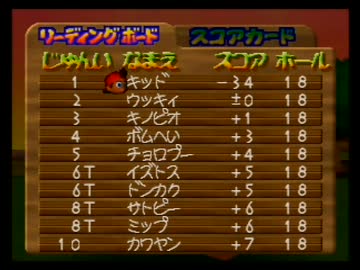 リーディングボード スコアカード
じゅんい なまえ スコア ホール
1 キッド -34 18
2 ウッキィ ±0 18
3 キノピオ +1 18
4 ボムへい +3 18
5 チョロプー +4 18
6T イズトス +5 18
6T トンカク +5 18
8T サトピー +6 18
8T ミップ +6 18
10 カワヤン +7 18